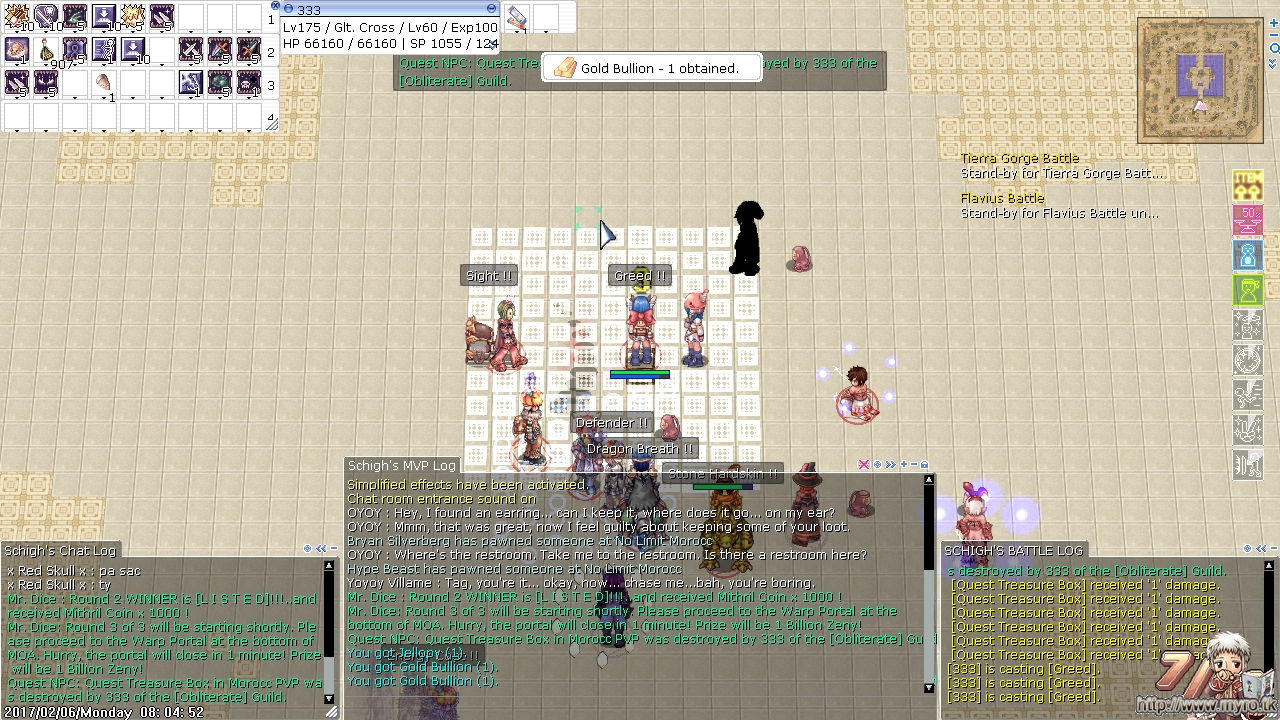 333
Lv175 / Glt. Cross / Lv60 / Exp100
HP 66160 / 66160 | SP 1055 / 124
1
2
3
4
Quest NPC: Quest Tre
yed by 333 of the
[Obliterate] Guild.
Gold Bullion - 1 obtained.
Tierra Gorge Battle
Stand-by for Tierra Gorge Batt...
Flavius Battle
Stand-by for Flavius Battle un...
ITEM
50%
Sight !!
Greed !!
Defender !!
Dragon Breath !!
Stone Hardskin !!
Schigh's MVP Log
Simplified effects have been activated
Chat room entrance sound on
OYOY : Hey, I found an earring... can I keep it, where does it go... on my ear?
OYOY : Mmm, that was great, now I feel guilty about keeping some of your loot.
Bryan Silverberg has pawned someone at No Limit Morocc
OYOY : Where's the restroom, Take me to the restroom. Is there a restroom here?
Hype Beast has pawned someone at No Limit Morocc
Yoyoy Villame : Tag, you're it... okay, now... chase me...bah, you're boring.
Mr. Dice : Round 2 WINNER is [L I S T E D]!!!..and received Mithril Coin x 1000 !
Mr. Dice: Round 3 of 3 will be starting shortly. Please proceed to the Warp Portal at the
bottom of MOA. Hurry, the portal will close in 1 minute! Prize will be 1 Billion Zeny!
Quest NPC: Quest Treasure Box in Morocc PVP was destroyed by 333 of the [Obliterate] Gu
You got Jellopy (1).
You got Gold Bullion (1).
You got Gold Bullion (1).
Schigh's Chat Log
x Red Skull x : pa sac
x Red Skull x : ty
Mr. Dice : Round 2 WINNER is [L I S T E D]!!!..and
received Mithril Coin x 1000 !
Mr. Dice: Round 3 of 3 will be starting shortly. Ple
ase proceed to the Warp Portal at the bottom of
MOA. Hurry, the portal will close in 1 minute! Prize
will be 1 Billion Zeny!
Quest NPC: Quest Treasure Box in Morocc PVP wa
s destroyed by 333 of the [Obliterate] Guild.
2017/02/06/Monday 08: 04: 52
SCHIGH'S BATTLE LOG
s destroyed by 333 of the [Obliterate] Guild.
[Quest Treasure Box] received '1' damage.
[Quest Treasure Box] received '1' damage.
[Quest Treasure Box] received '1' damage.
[Quest Treasure Box] received '1' damage.
[Quest Treasure Box] received '1' damage.
[Quest Treasure Box] received '1' damage.
[333] is casting [Greed].
[333] is casting [Greed].
[333] is casting [Greed].
http://www.myro.tk